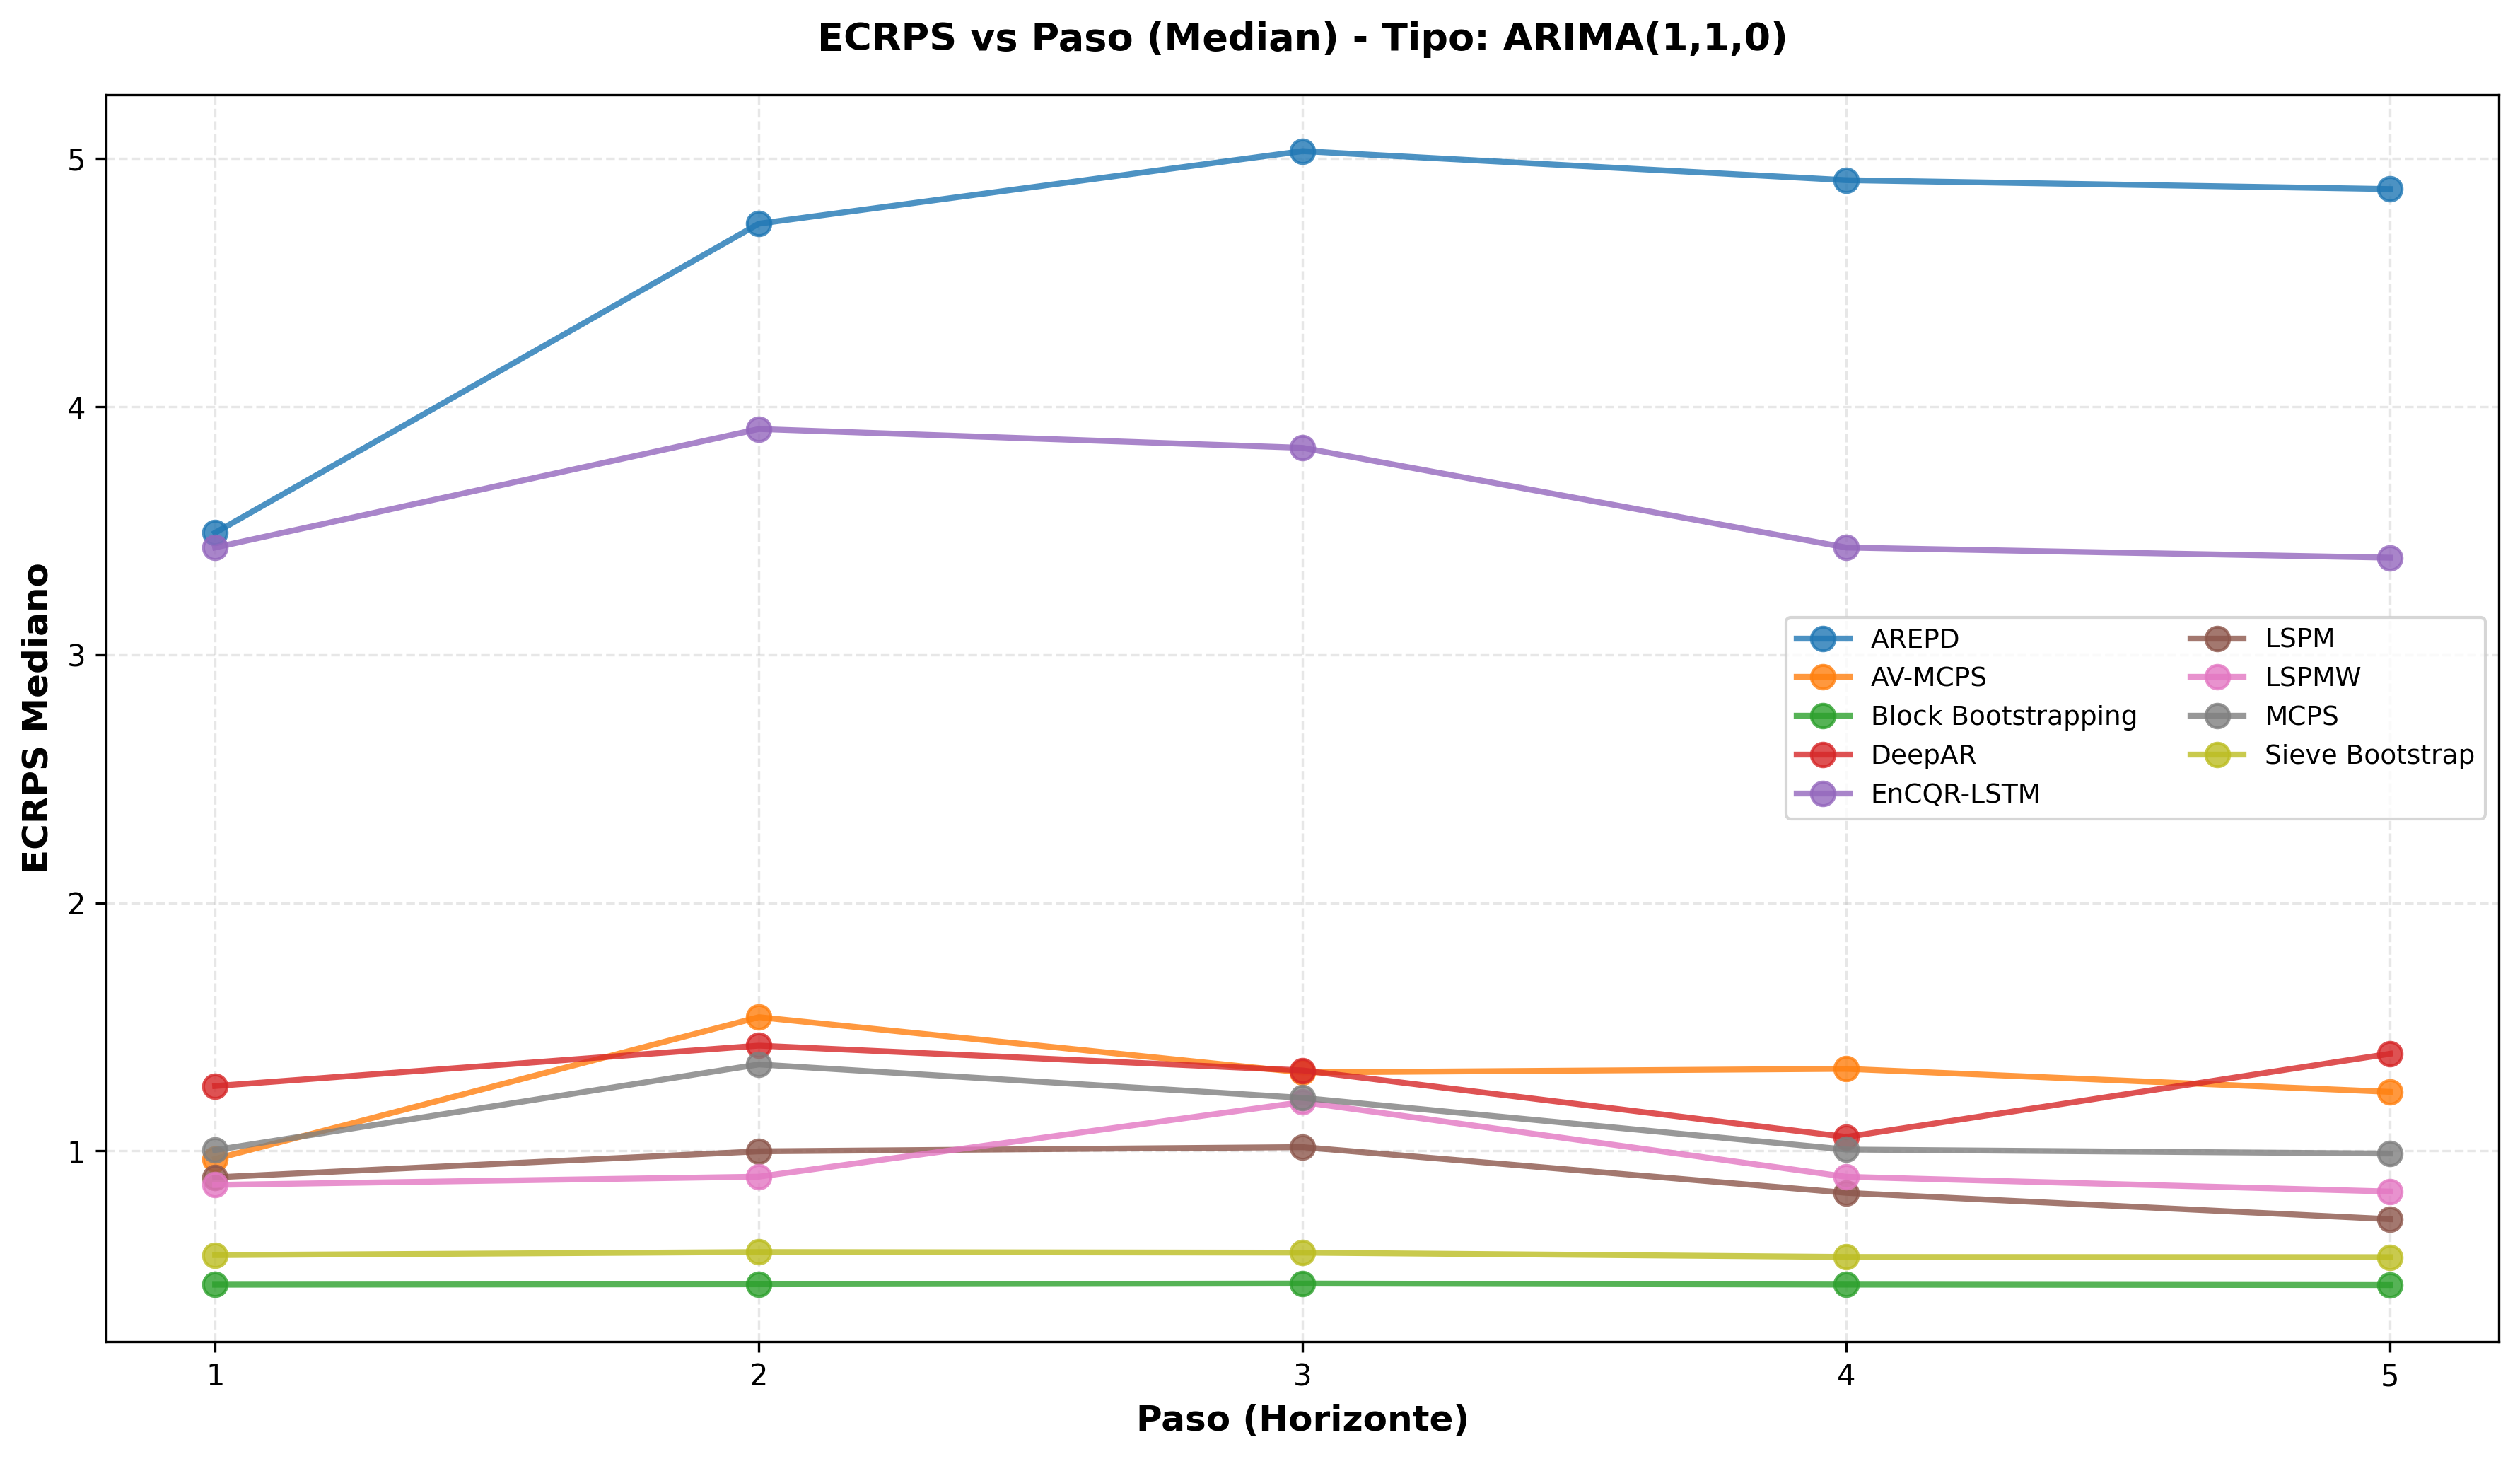 ECRPS vs Paso (Median) - Tipo: ARIMA(1,1,0)
ECRPS Mediano
5
4
3
2
1
AREPD
AV-MCPS
Block Bootstrapping
DeepAR
EnCQR-LSTM
LSPM
LSPMW
MCPS
Sieve Bootstrap
1 2 3 4 5
Paso (Horizonte)